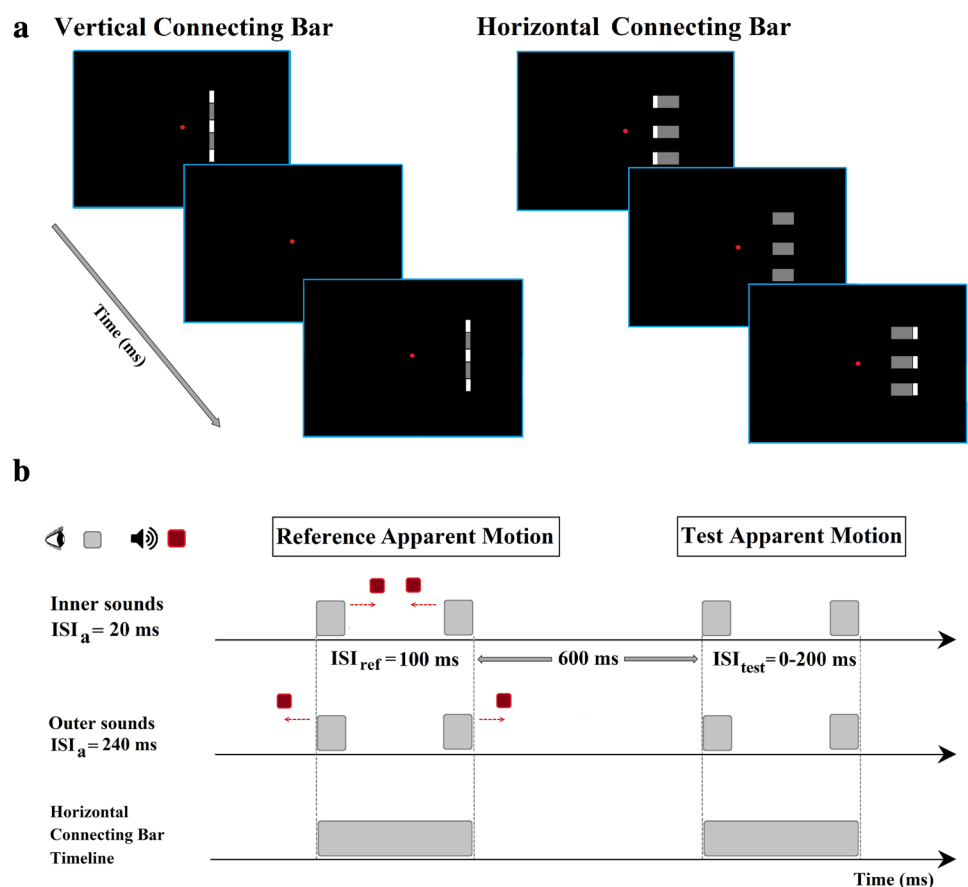 a Vertical Connecting Bar Horizontal Connecting Bar
Time (ms)
b
Reference Apparent Motion Test Apparent Motion
Inner sounds
ISIa = 20 ms
ISIref = 100 ms 600 ms ISItest = 0-200 ms
Outer sounds
ISIa = 240 ms
Horizontal
Connecting Bar
Timeline
Time (ms)